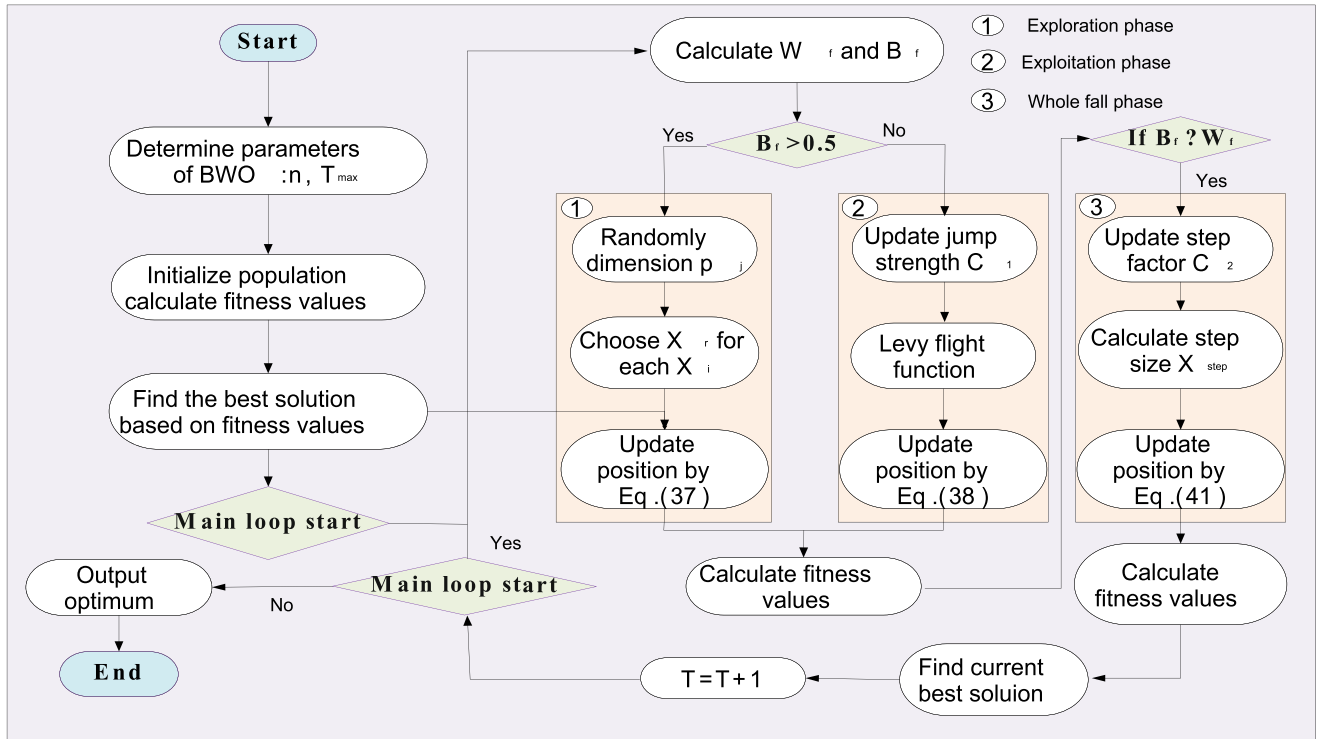 Start
Determine parameters
of BWO :n, Tmax
Initialize population
calculate fitness values
Find the best solution
based on fitness values
Main loop start
Yes
Main loop start
No
Output
optimum
End
Calculate W f and B f
Bf >0.5
Yes
No
1
Randomly
dimension p j
Choose X r for
each X i
Update
position by
Eq .(37 )
2
Update jump
strength C 1
Levy flight
function
Update
position by
Eq .(38 )
Calculate fitness
values
1 Exploration phase
2 Exploitation phase
3 Whole fall phase
If Bf ? Wf
Yes
3
Update step
factor C 2
Calculate step
size X step
Update
position by
Eq .(41 )
Calculate
fitness values
Find current
best soluion
T=T+1